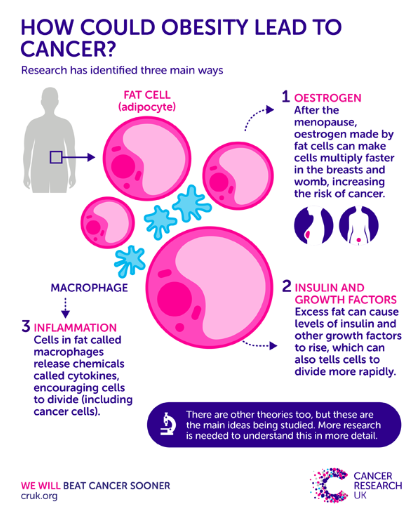 HOW COULD OBESITY LEAD TO
CANCER?
Research has identified three main ways
FAT CELL
(adipocyte)
1 OESTROGEN
After the
menopause,
oestrogen made by
fat cells can make
cells multiply faster
in the breasts and
womb, increasing
the risk of cancer.
MACROPHAGE
2 INSULIN AND
GROWTH FACTORS
Excess fat can cause
levels of insulin and
other growth factors
to rise, which can
also tells cells to
divide more rapidly.
3 INFLAMMATION
Cells in fat called
macrophages
release chemicals
called cytokines,
encouraging cells
to divide (including
cancer cells).
There are other theories too, but these are
the main ideas being studied. More research
is needed to understand this in more detail.
WE WILL BEAT CANCER SOONER
cruk.org
CANCER
RESEARCH
UK